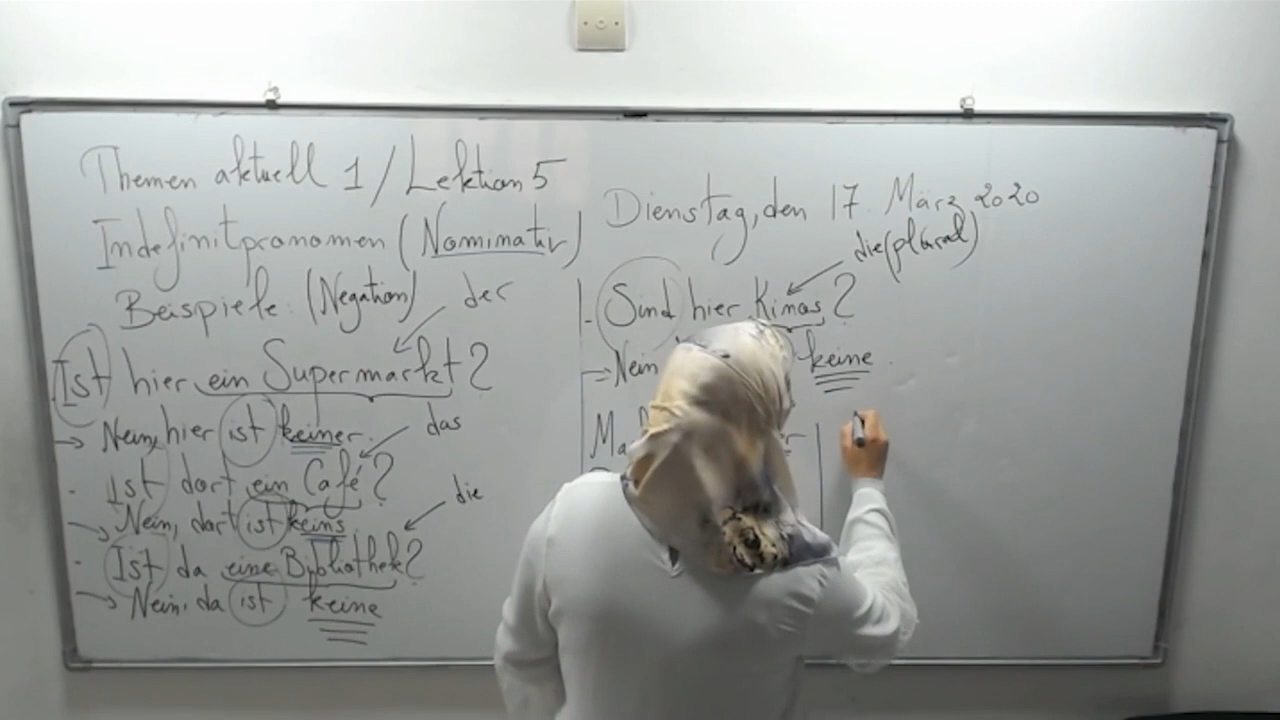 Themen aktuell 1 / Lektion 5
Indefinitpronomen (Nominativ)
Beispiele: (Negation)
der
Ist hier ein Supermarkt?
→ Nein, hier ist keiner.
das
- Ist dort ein Café?
→ Nein, dort ist keins
die
- Ist da eine Bibliothek?
→ Nein, da ist keine
Dienstag, den 17. März 2020
die (plural)
- Sind hier Kinos?
→ Nein keine.